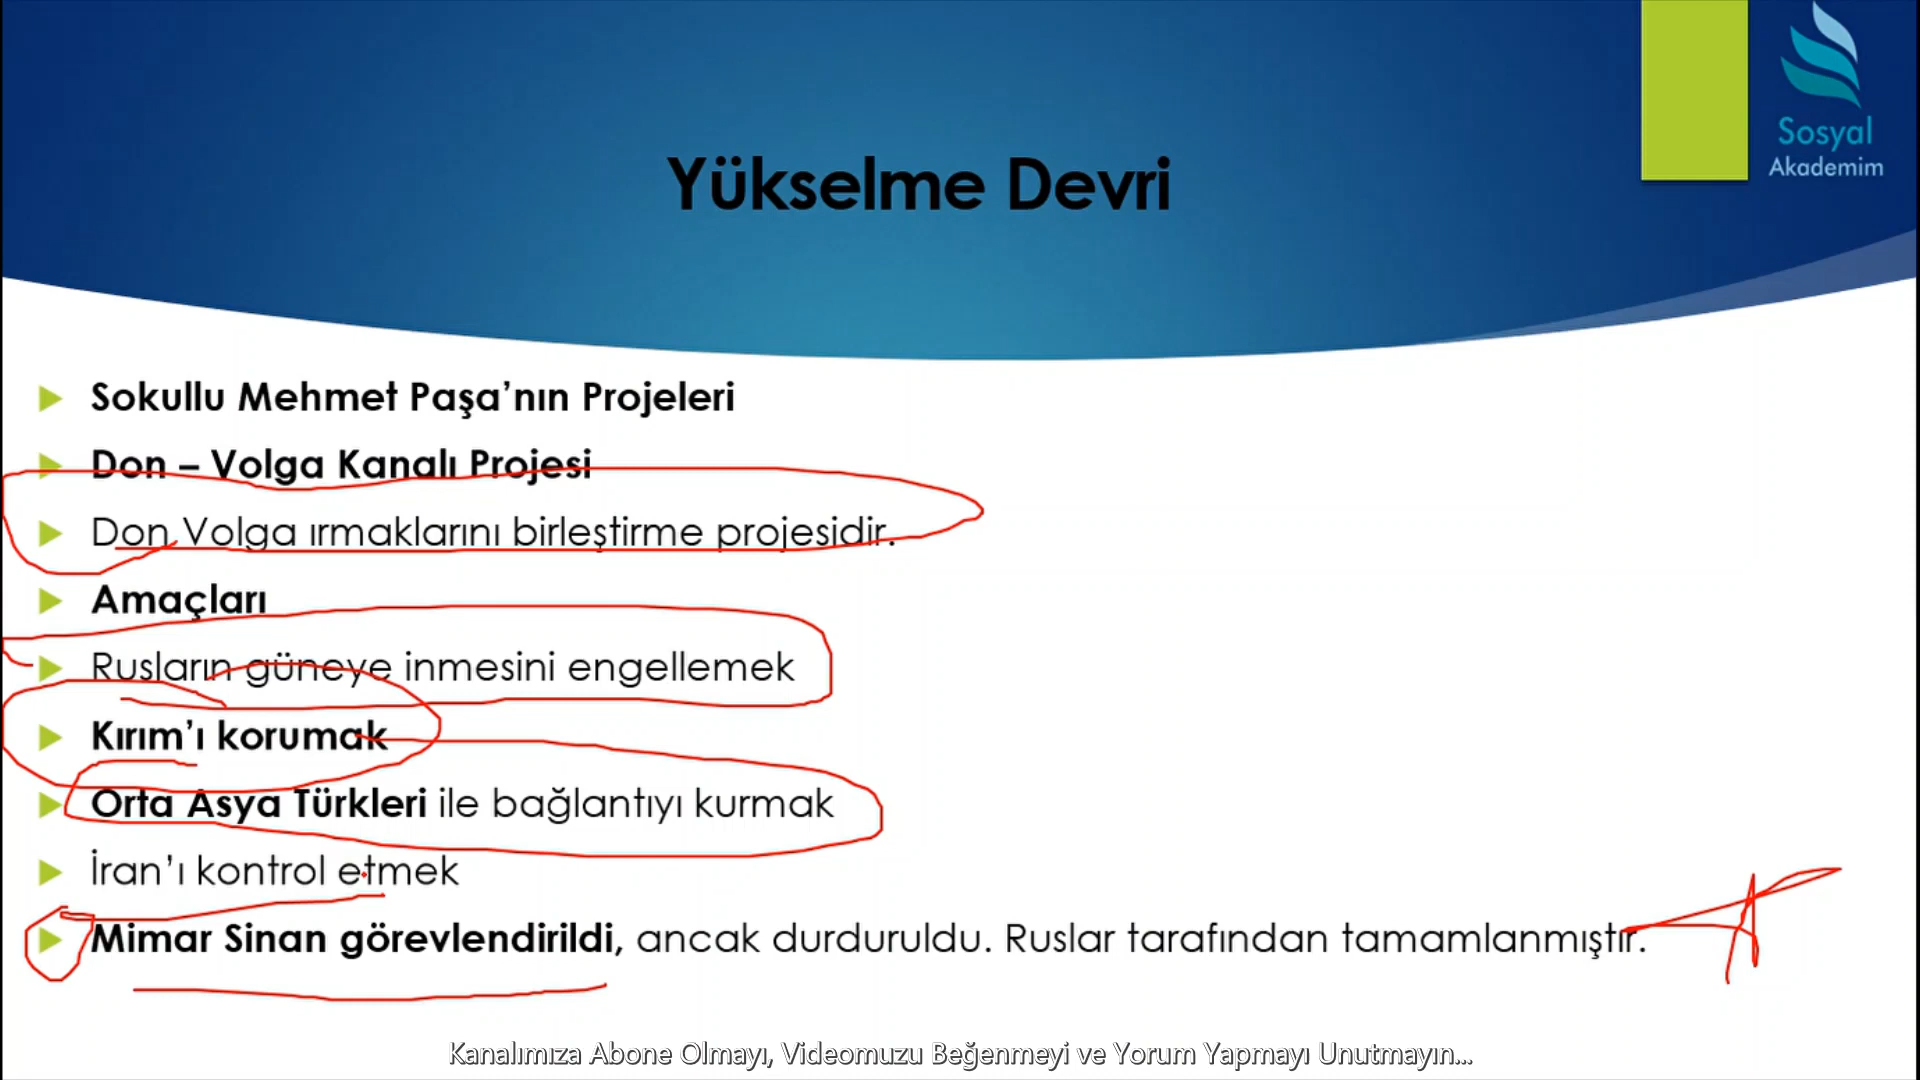 Sosyal
Akademim
Yükselme Devri
Sokullu Mehmet Paşa’nın Projeleri
Don – Volga Kanalı Projesi
Don Volga ırmaklarını birleştirme projesidir.
Amaçları
Rusların güneye inmesini engellemek
Kırım’ı korumak
Orta Asya Türkleri ile bağlantıyı kurmak
İran’ı kontrol etmek
Mimar Sinan görevlendirildi, ancak durduruldu. Ruslar tarafından tamamlanmıştır.
Kanalımıza Abone Olmayı, Videomuzu Beğenmeyi ve Yorum Yapmayı Unutmayın...